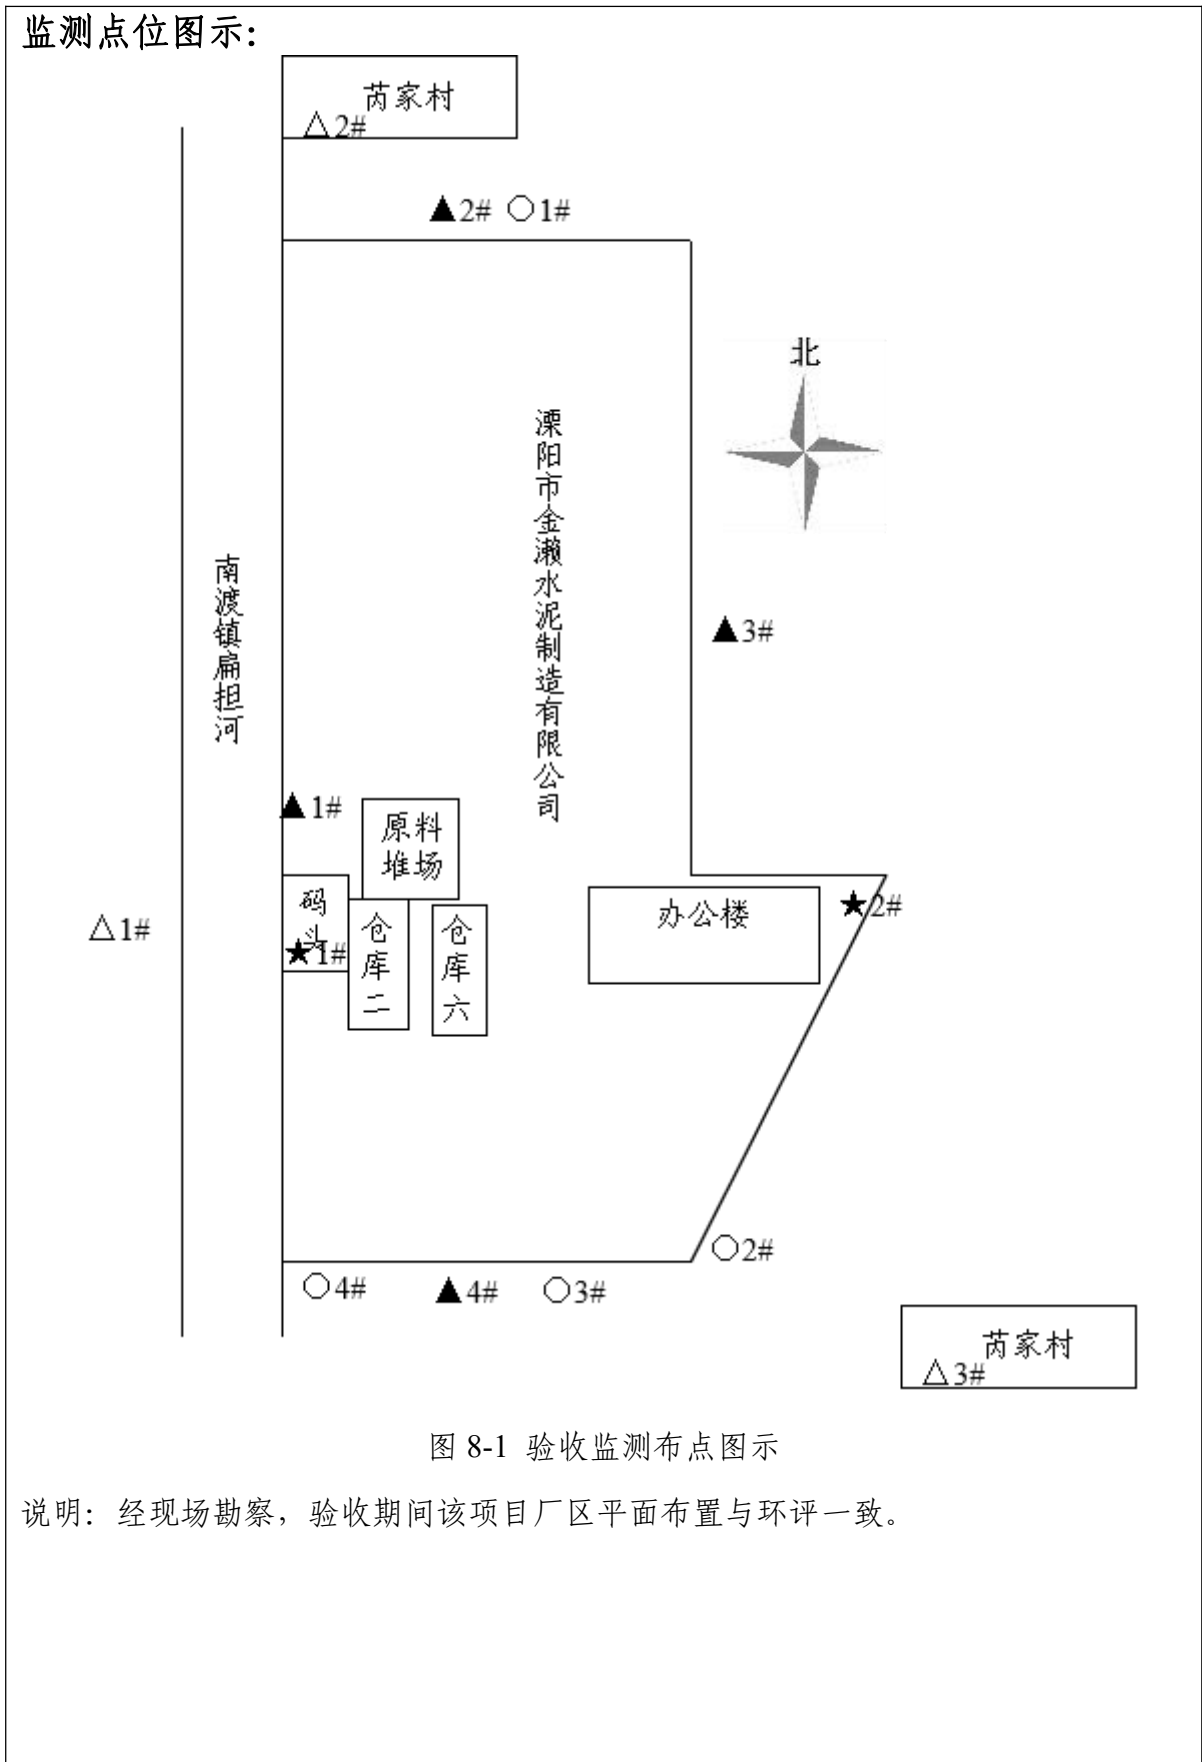 监测点位图示：
芮家村
△2#
▲2# ○1#
北
溧阳市金濑水泥制造有限公司
南渡镇扁担河
▲3#
▲1#
原料
堆场
码头
★1#
仓库二
仓库六
办公楼
★2#
△1#
○2#
○4# ▲4# ○3#
芮家村
△3#
图 8-1 验收监测布点图示
说明：经现场勘察，验收期间该项目厂区平面布置与环评一致。